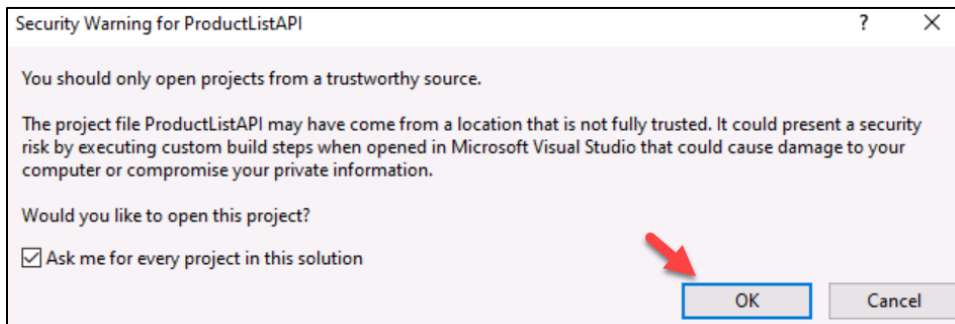 Security Warning for ProductListAPI
You should only open projects from a trustworthy source.
The project file ProductListAPI may have come from a location that is not fully trusted. It could present a security
risk by executing custom build steps when opened in Microsoft Visual Studio that could cause damage to your
computer or compromise your private information.
Would you like to open this project?
Ask me for every project in this solution
OK
Cancel